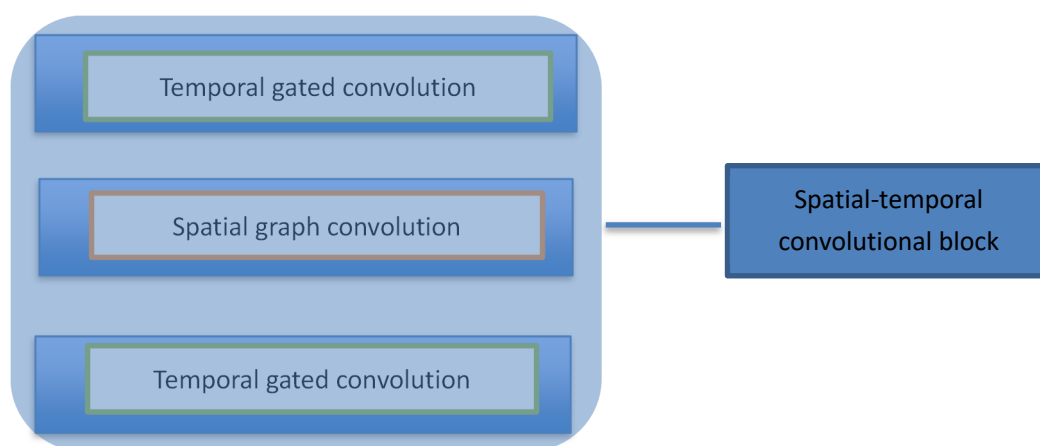 Temporal gated convolution
Spatial graph convolution
Temporal gated convolution
Spatial-temporal
convolutional block